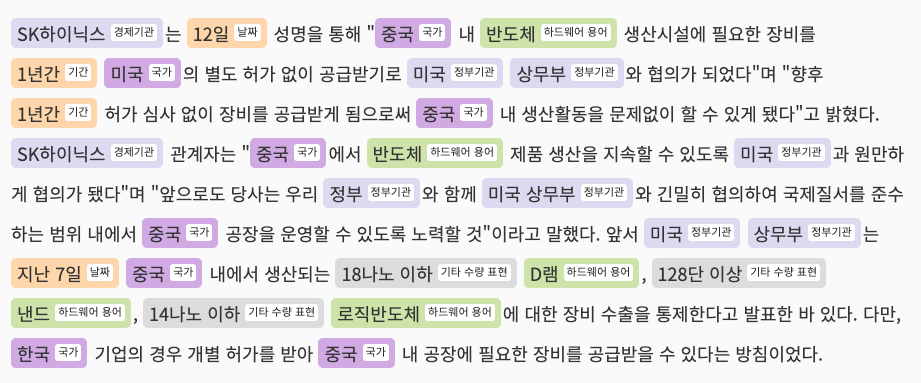 SK하이닉스 경제기관 는 12일 날짜 성명을 통해 "중국 국가 내 반도체 하드웨어 용어 생산시설에 필요한 장비를
1년간 기간 미국 국가 의 별도 허가 없이 공급받기로 미국 정부기관 상무부 정부기관 와 협의가 되었다"며 "향후
1년간 기간 허가 심사 없이 장비를 공급받게 됨으로써 중국 국가 내 생산활동을 문제없이 할 수 있게 됐다"고 밝혔다.
SK하이닉스 경제기관 관계자는 "중국 국가 에서 반도체 하드웨어 용어 제품 생산을 지속할 수 있도록 미국 정부기관 과 원만하
게 협의가 됐다"며 "앞으로도 당사는 우리 정부 정부기관 와 함께 미국 상무부 정부기관 와 긴밀히 협의하여 국제질서를 준수
하는 범위 내에서 중국 국가 공장을 운영할 수 있도록 노력할 것"이라고 말했다. 앞서 미국 정부기관 상무부 정부기관 는
지난 7일 날짜 중국 국가 내에서 생산되는 18나노 이하 기타 수량 표현 D램 하드웨어 용어 , 128단 이상 기타 수량 표현
낸드 하드웨어 용어 , 14나노 이하 기타 수량 표현 로직반도체 하드웨어 용어 에 대한 장비 수출을 통제한다고 발표한 바 있다. 다만,
한국 국가 기업의 경우 개별 허가를 받아 중국 국가 내 공장에 필요한 장비를 공급받을 수 있다는 방침이었다.